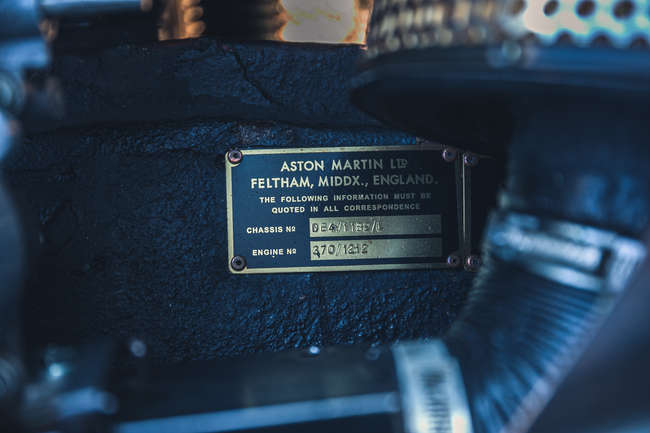 ASTON MARTIN LTD
FELTHAM, MIDDX., ENGLAND.
THE FOLLOWING INFORMATION MUST BE
QUOTED IN ALL CORRESPONDENCE
CHASSIS Nº
ENGINE Nº 370/1212